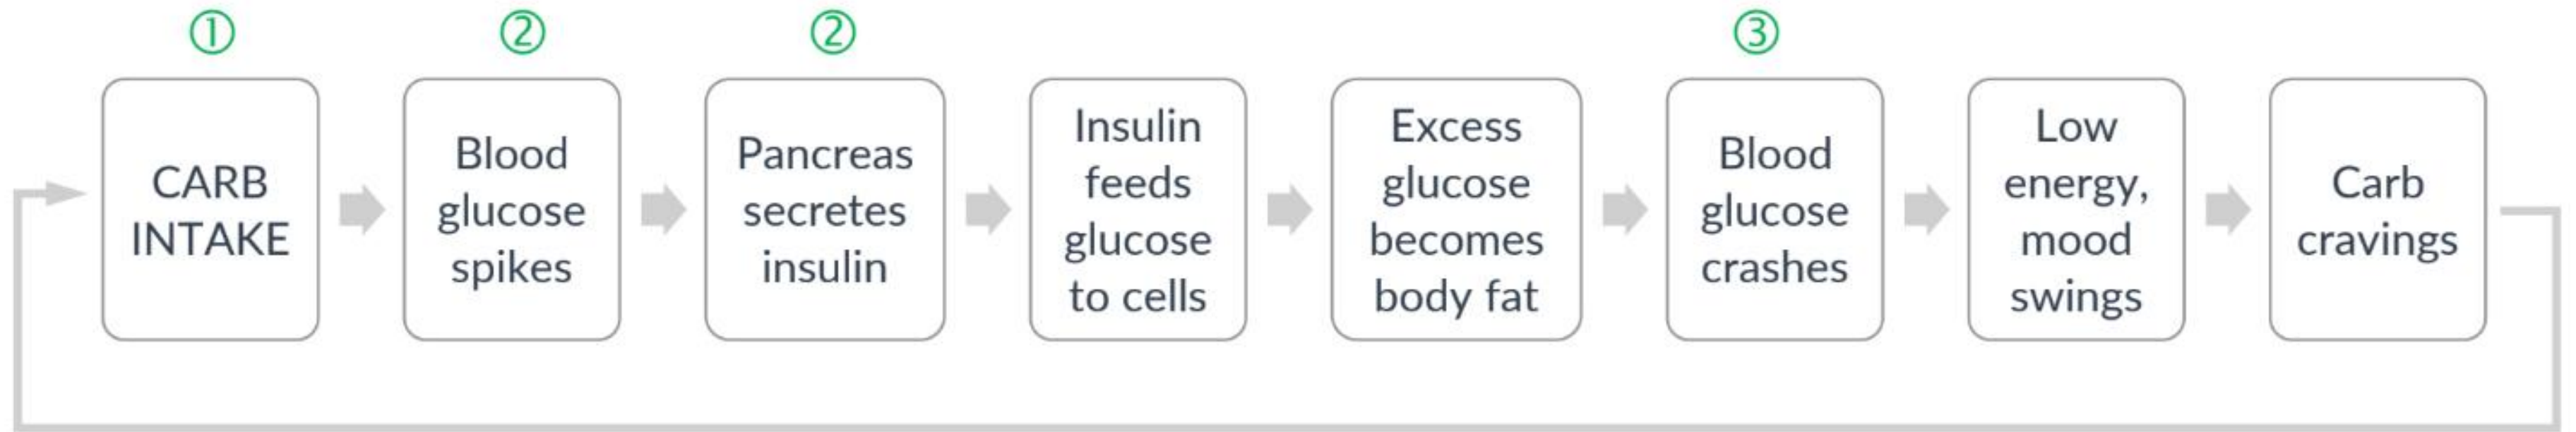 ①
②
②
③
CARB
INTAKE
Blood
glucose
spikes
Pancreas
secretes
insulin
Insulin
feeds
glucose
to cells
Excess
glucose
becomes
body fat
Blood
glucose
crashes
Low
energy,
mood
swings
Carb
cravings